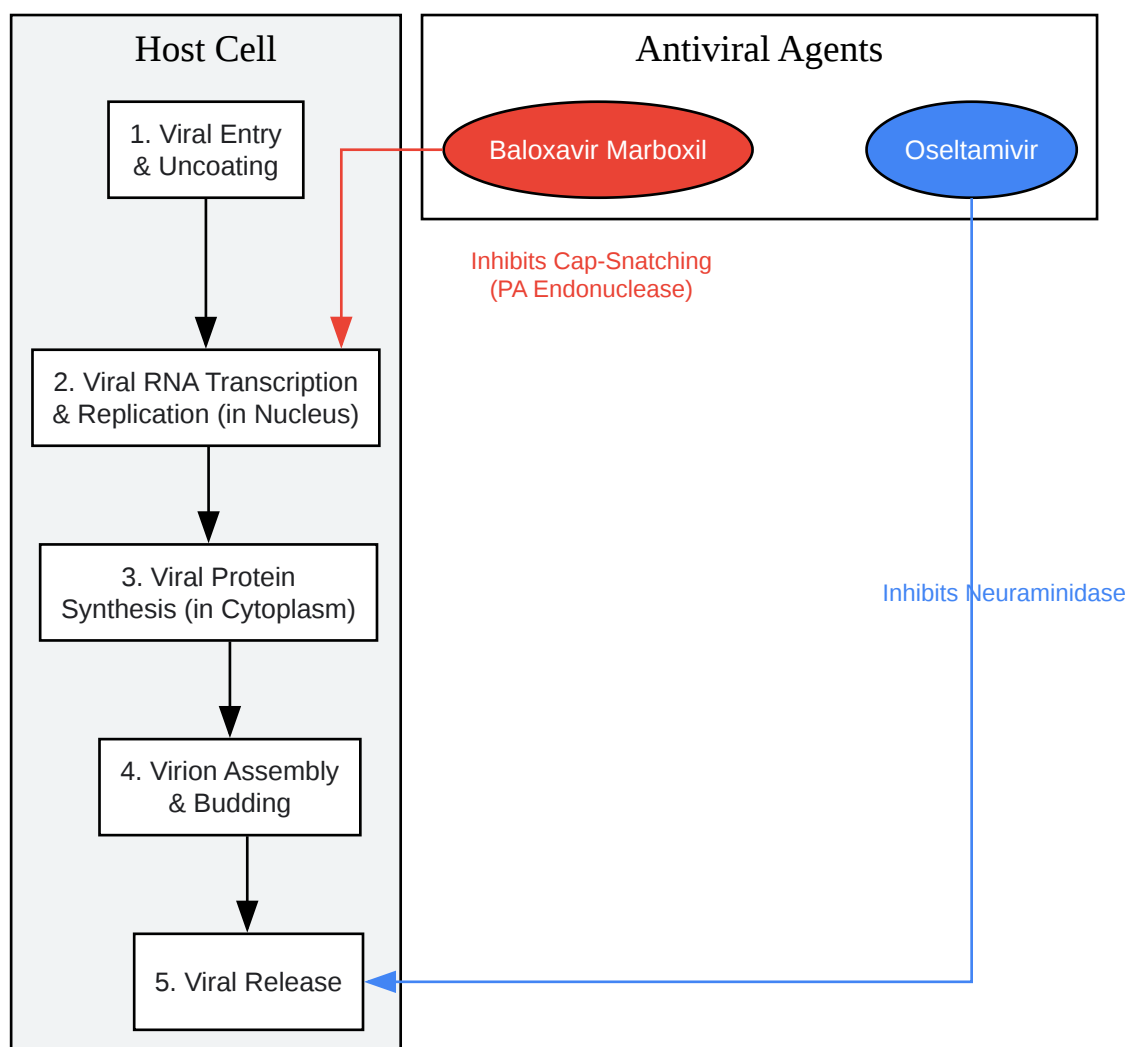 Host Cell
Antiviral Agents
1. Viral Entry
& Uncoating
Baloxavir Marboxil
Oseltamivir
Inhibits Cap-Snatching
(PA Endonuclease)
2. Viral RNA Transcription
& Replication (in Nucleus)
3. Viral Protein
Synthesis (in Cytoplasm)
Inhibits Neuraminidase
4. Virion Assembly
& Budding
5. Viral Release